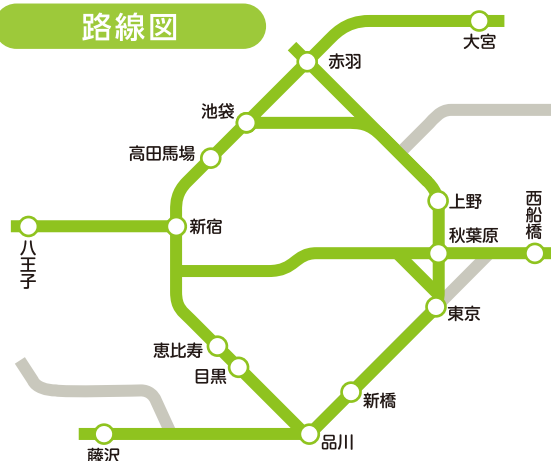 路線図
大宮
赤羽
池袋
高田馬場
上野
西船橋
新宿
秋葉原
八王子
東京
恵比寿
目黒
新橋
品川
藤沢